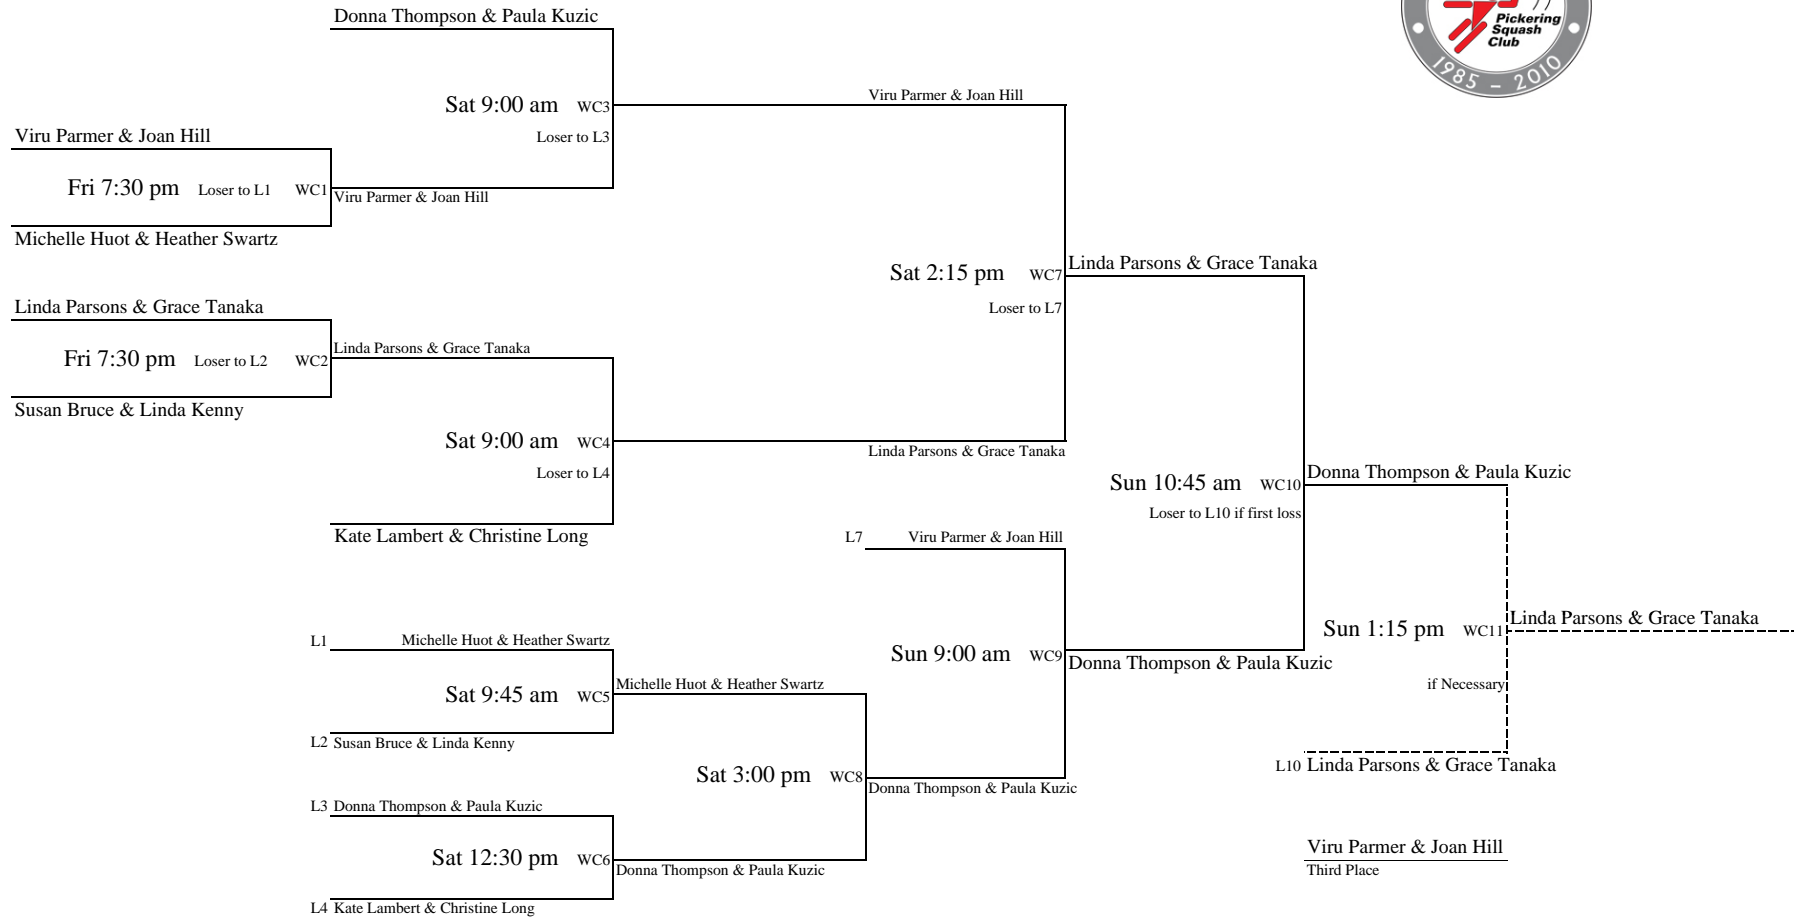 Donna Thompson & Paula Kuzic
Pickering
Squash
Club
1985 - 2010
Sat 9:00 am WC3
Viru Parmer & Joan Hill
Loser to L3
Viru Parmer & Joan Hill
Fri 7:30 pm Loser to L1 WC1
Viru Parmer & Joan Hill
Michelle Huot & Heather Swartz
Sat 2:15 pm WC7
Linda Parsons & Grace Tanaka
Loser to L7
Linda Parsons & Grace Tanaka
Fri 7:30 pm Loser to L2 WC2
Linda Parsons & Grace Tanaka
Susan Bruce & Linda Kenny
Sat 9:00 am WC4
Linda Parsons & Grace Tanaka
Loser to L4
Donna Thompson & Paula Kuzic
Sun 10:45 am WC10
Loser to L10 if first loss
Kate Lambert & Christine Long
L7 Viru Parmer & Joan Hill
Linda Parsons & Grace Tanaka
Sun 1:15 pm WC11
L1 Michelle Huot & Heather Swartz
Sun 9:00 am WC9
Donna Thompson & Paula Kuzic
if Necessary
Michelle Huot & Heather Swartz
Sat 9:45 am WC5
L2 Susan Bruce & Linda Kenny
L10 Linda Parsons & Grace Tanaka
Sat 3:00 pm WC8
Donna Thompson & Paula Kuzic
L3 Donna Thompson & Paula Kuzic
Viru Parmer & Joan Hill
Third Place
Sat 12:30 pm WC6
Donna Thompson & Paula Kuzic
L4 Kate Lambert & Christine Long